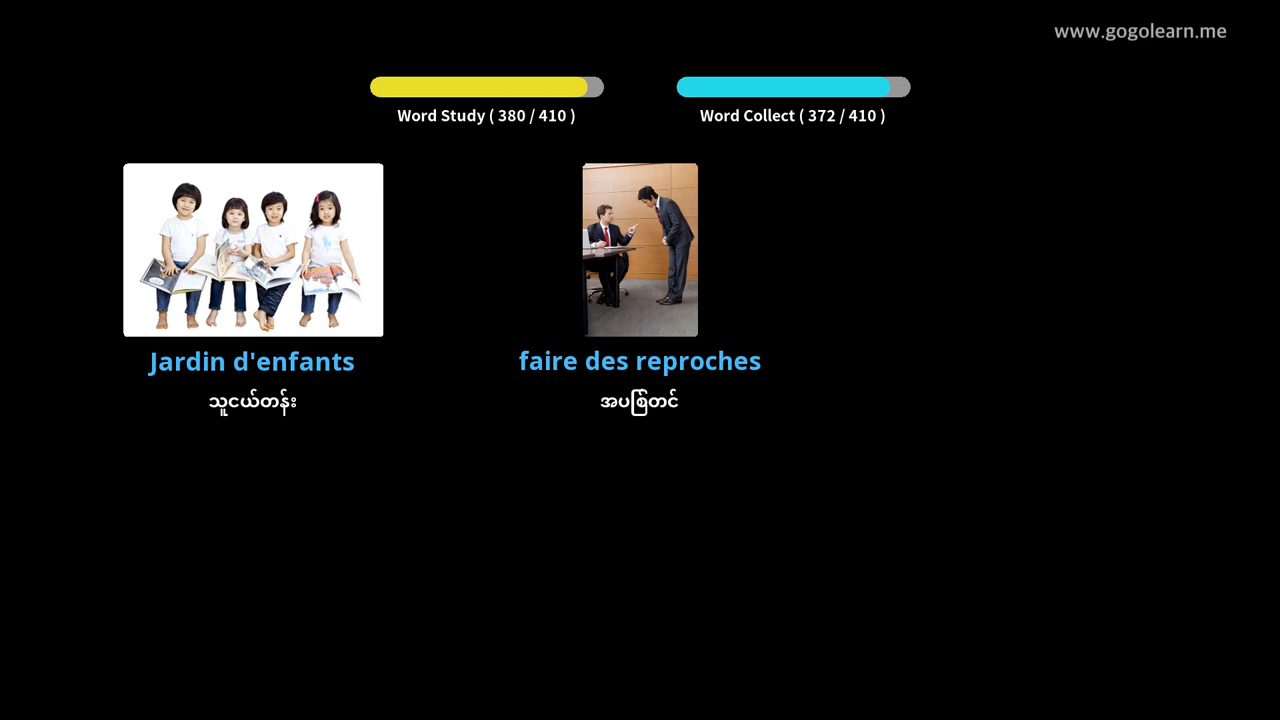 www.gogolearn.me
Word Study ( 380 / 410 )
Word Collect ( 372 / 410 )
Jardin d'enfants
သူငယ်တန်း
faire des reproches
အပစ်တြင်